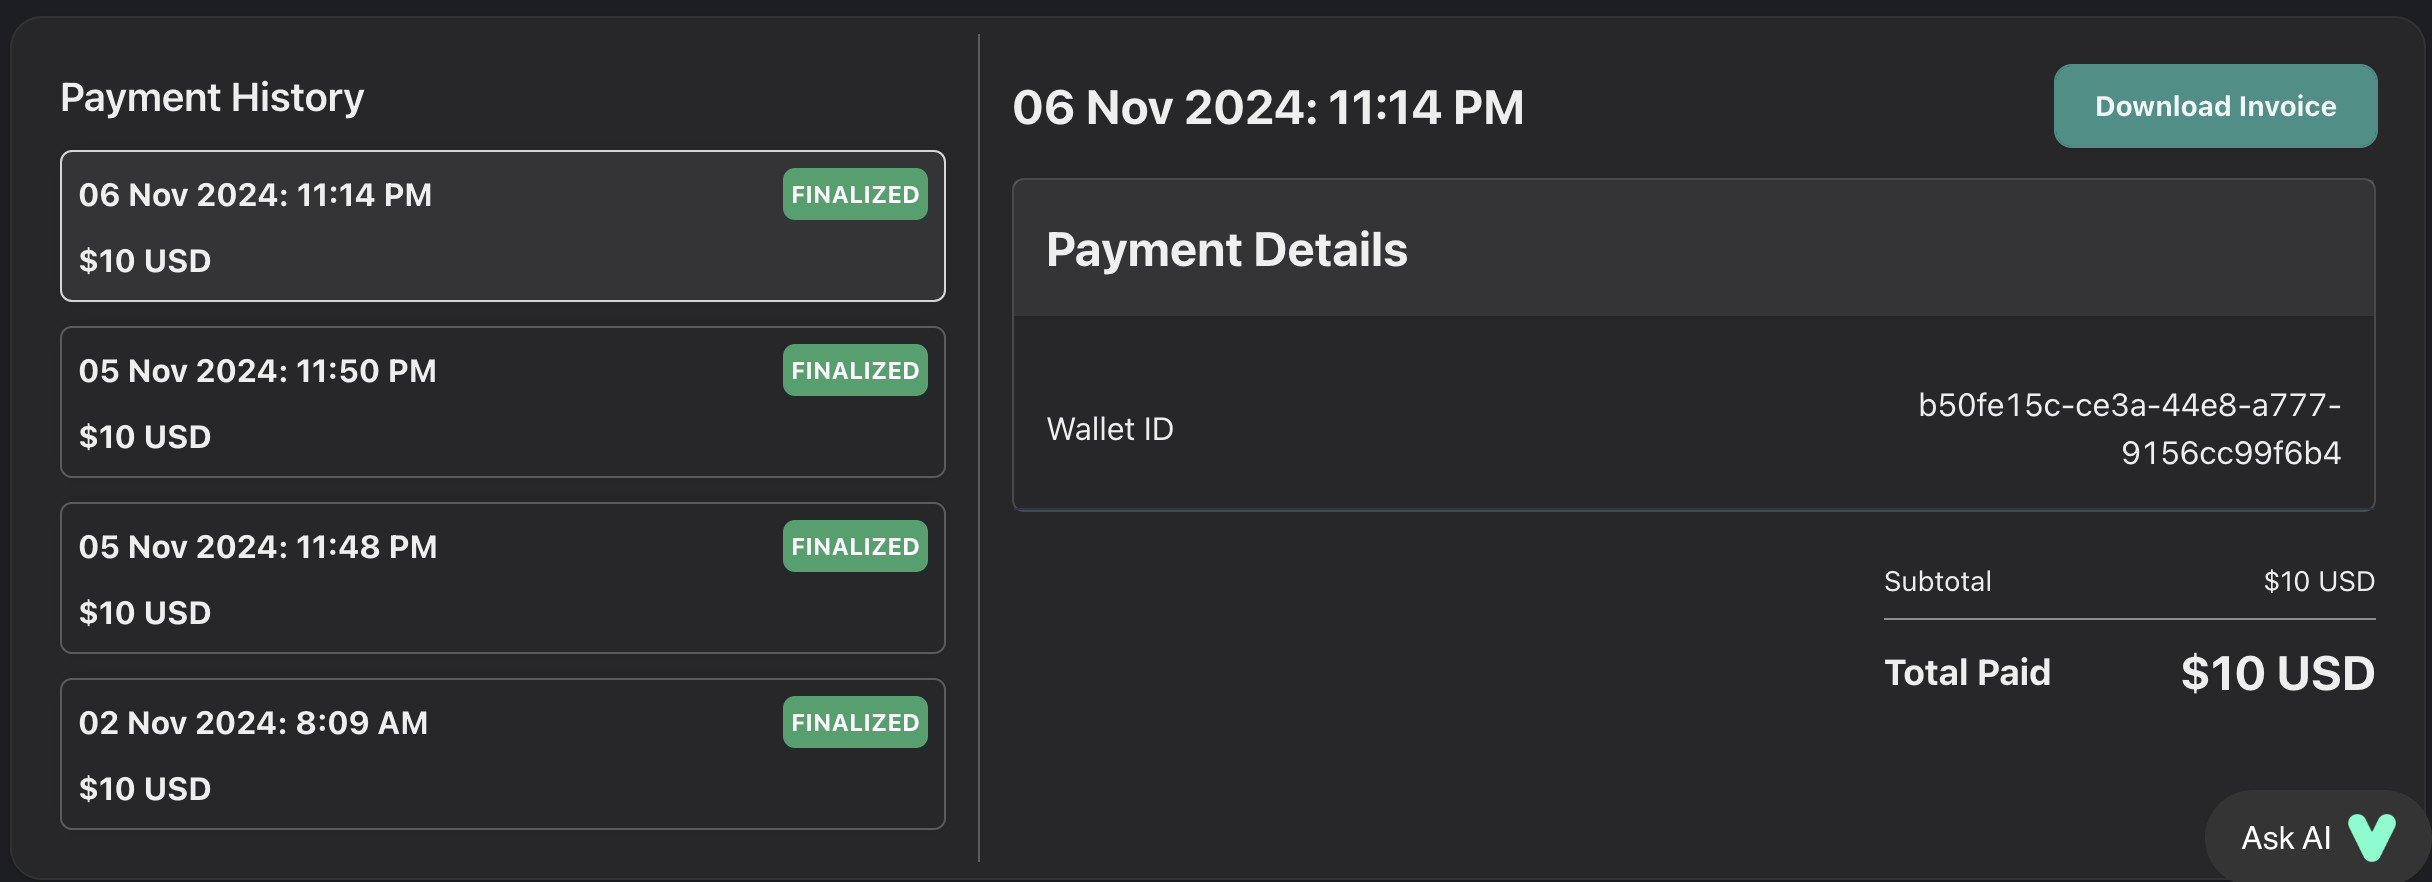 Payment History
06 Nov 2024: 11:14 PM
FINALIZED
$10 USD
05 Nov 2024: 11:50 PM
FINALIZED
$10 USD
05 Nov 2024: 11:48 PM
FINALIZED
$10 USD
02 Nov 2024: 8:09 AM
FINALIZED
$10 USD
06 Nov 2024: 11:14 PM
Download Invoice
Payment Details
Wallet ID
b50fe15c-ce3a-44e8-a777-
9156cc99f6b4
Subtotal
$10 USD
Total Paid
$10 USD
Ask AI